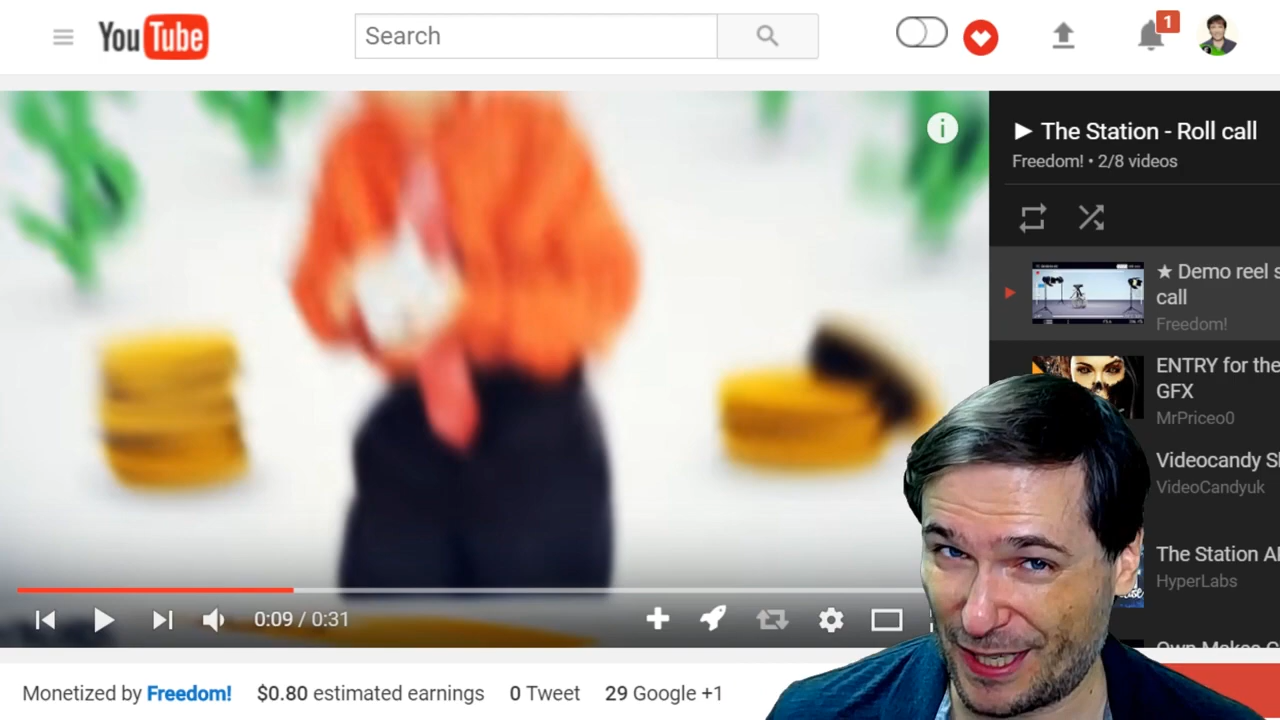 YouTube
Search
1
i
▶ The Station - Roll call
Freedom! • 2/8 videos
★ Demo reel s
call
Freedom!
ENTRY for the
GFX
MrPriceo0
Videocandy S
VideoCandyuk
The Station A
HyperLabs
Own Makes C
0:09 / 0:31
Monetized by Freedom! $0.80 estimated earnings 0 Tweet 29 Google +1